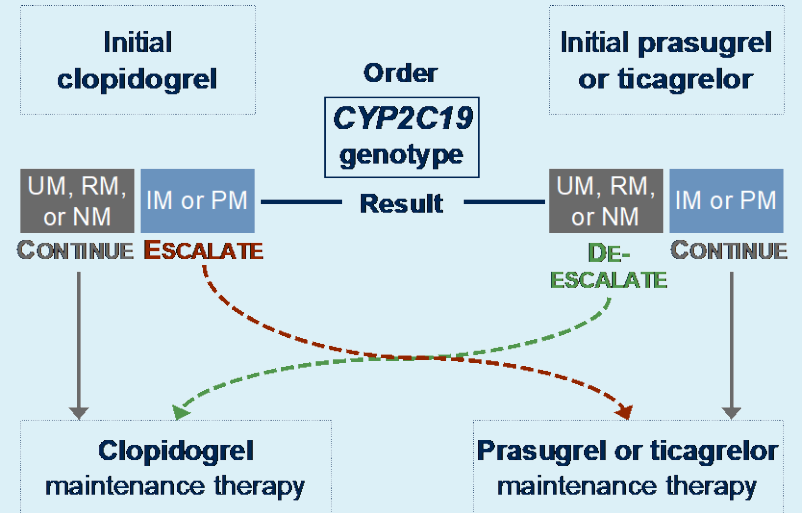 Initial
clopidogrel
Order
CYP2C19
genotype
Result
Initial prasugrel
or ticagrelor
UM, RM,
or NM
IM or PM
CONTINUE
ESCALATE
UM, RM,
or NM
IM or PM
DE-
ESCALATE
CONTINUE
Clopidogrel
maintenance therapy
Prasugrel or ticagrelor
maintenance therapy